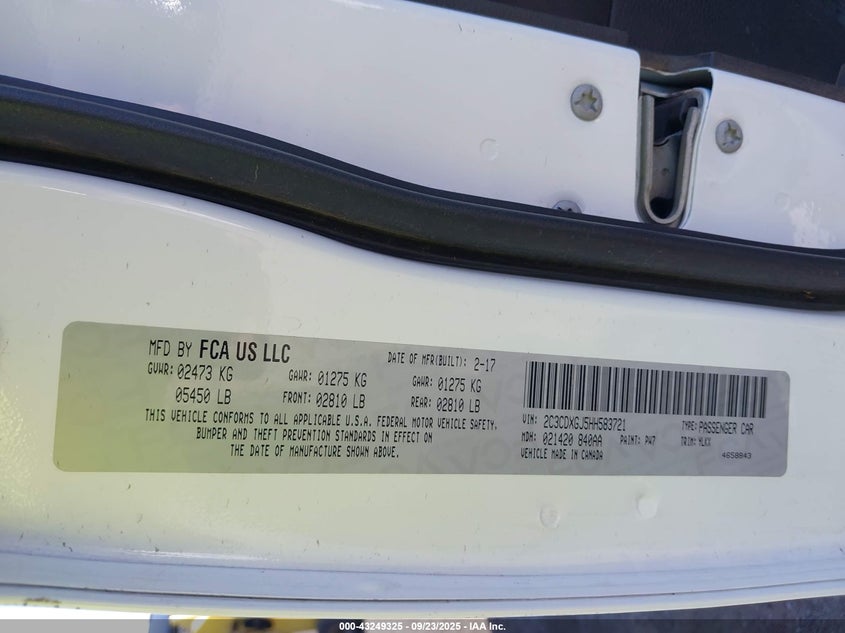 MFD BY FCA US LLC
DATE OF MFR(BUILT): 2-17
GVWR: 02473 KG GAWR: 01275 KG GAWR: 01275 KG
05450 LB FRONT: 02810 LB REAR: 02810 LB
THIS VEHICLE CONFORMS TO ALL APPLICABLE U.S.A. FEDERAL MOTOR VEHICLE SAFETY,
BUMPER AND THEFT PREVENTION STANDARDS IN EFFECT ON
THE DATE OF MANUFACTURE SHOWN ABOVE.
VIN: 2C3CDXGJ5HH583721 TYPE: PASSENGER CAR
MDH: 021420 840AA PAINT: PW7 TRIM: HLKX
VEHICLE MADE IN CANADA 4658843
000-43249325 - 09/23/2025 - IAA Inc.